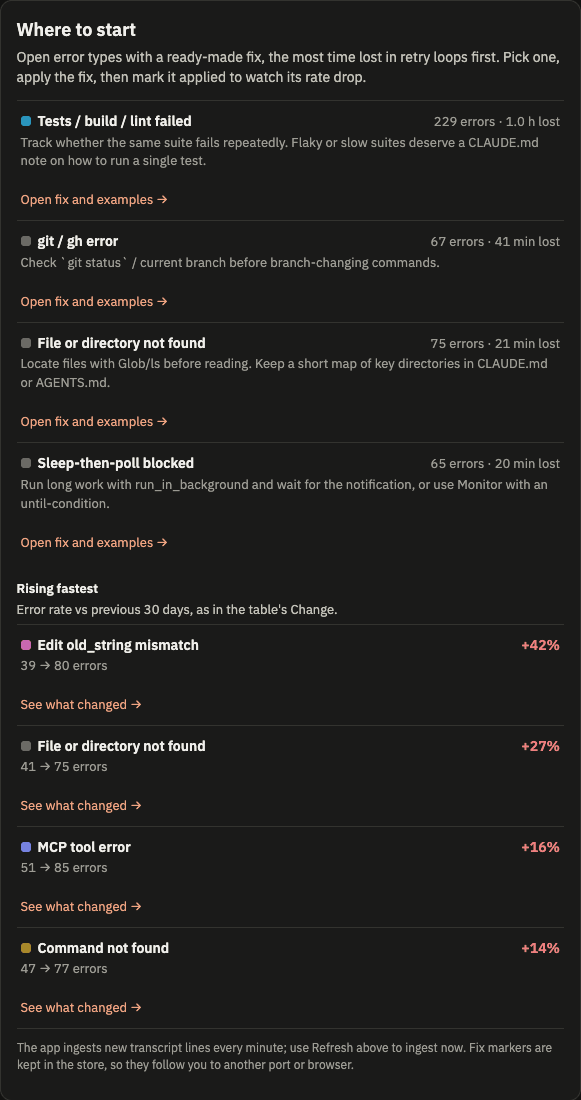 Where to start
Open error types with a ready-made fix, the most time lost in retry loops first. Pick one,
apply the fix, then mark it applied to watch its rate drop.
Tests / build / lint failed 229 errors · 1.0 h lost
Track whether the same suite fails repeatedly. Flaky or slow suites deserve a CLAUDE.md
note on how to run a single test.
Open fix and examples →
git / gh error 67 errors · 41 min lost
Check `git status` / current branch before branch-changing commands.
Open fix and examples →
File or directory not found 75 errors · 21 min lost
Locate files with Glob/ls before reading. Keep a short map of key directories in CLAUDE.md
or AGENTS.md.
Open fix and examples →
Sleep-then-poll blocked 65 errors · 20 min lost
Run long work with run_in_background and wait for the notification, or use Monitor with an
until-condition.
Open fix and examples →
Rising fastest
Error rate vs previous 30 days, as in the table's Change.
Edit old_string mismatch +42%
39 → 80 errors
See what changed →
File or directory not found +27%
41 → 75 errors
See what changed →
MCP tool error +16%
51 → 85 errors
See what changed →
Command not found +14%
47 → 77 errors
See what changed →
The app ingests new transcript lines every minute; use Refresh above to ingest now. Fix markers are
kept in the store, so they follow you to another port or browser.